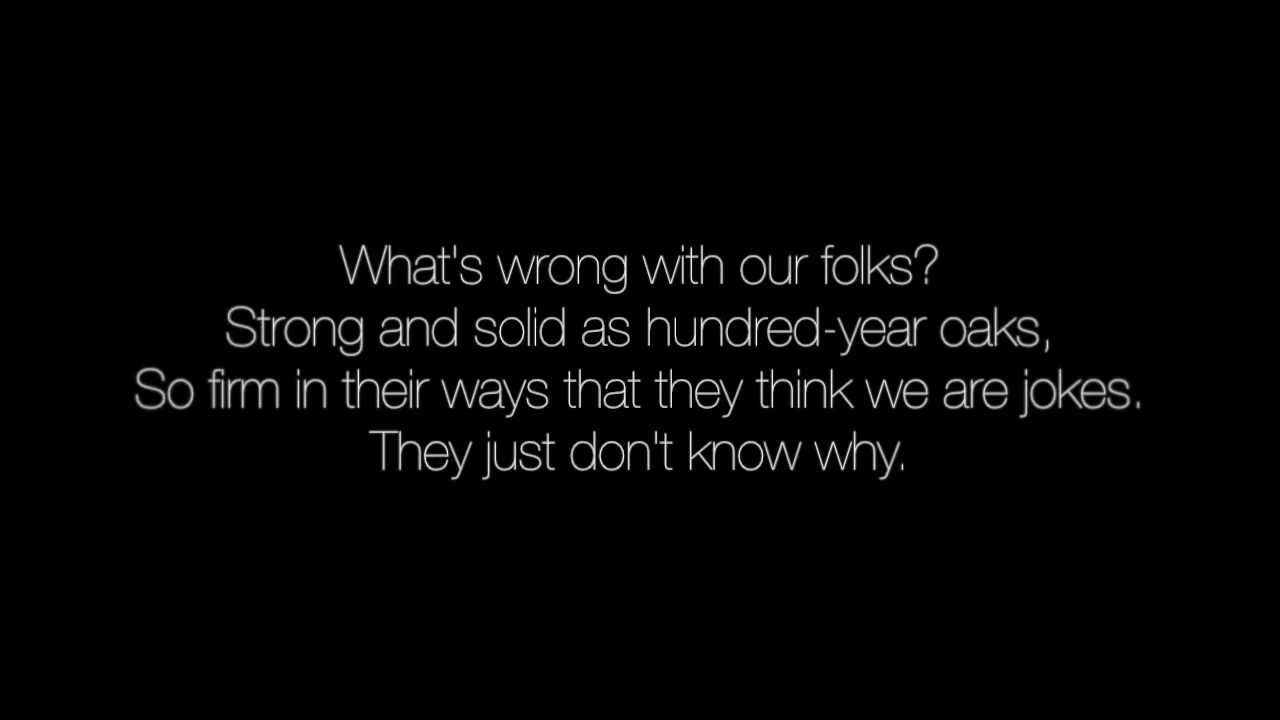 What's wrong with our folks?
Strong and solid as hundred-year oaks,
So firm in their ways that they think we are jokes.
They just don't know why.